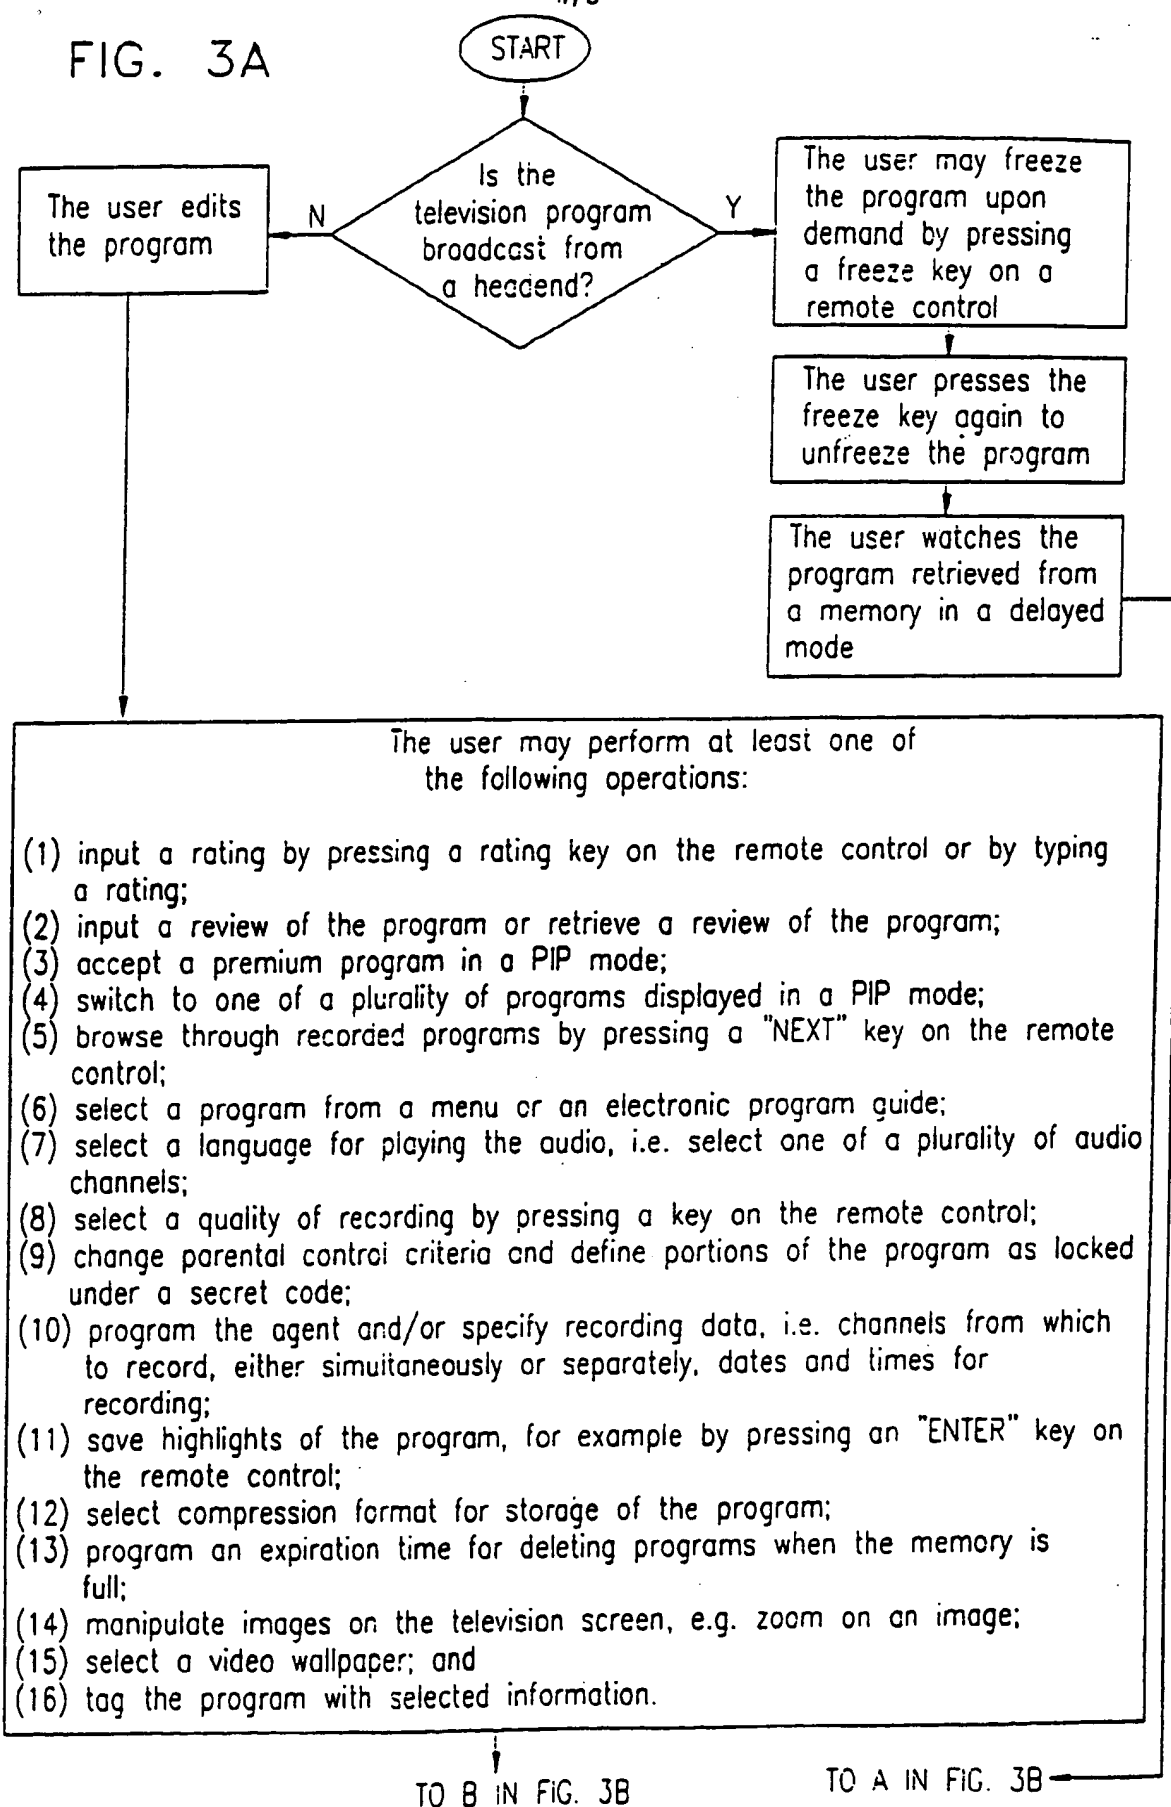 FIG. 3A
START
Is the
television program
broadcast from
a headend?
N
Y
The user edits
the program
The user may freeze
the program upon
demand by pressing
a freeze key on a
remote control
The user presses the
freeze key again to
unfreeze the program
The user watches the
program retrieved from
a memory in a delayed
mode
The user may perform at least one of
the following operations:
(1) input a rating by pressing a rating key on the remote control or by typing
a rating;
(2) input a review of the program or retrieve a review of the program;
(3) accept a premium program in a PIP mode;
(4) switch to one of a plurality of programs displayed in a PIP mode;
(5) browse through recorded programs by pressing a "NEXT" key on the remote
control;
(6) select a program from a menu or an electronic program guide;
(7) select a language for playing the audio, i.e. select one of a plurality of audio
channels;
(8) select a quality of recording by pressing a key on the remote control;
(9) change parental control criteria and define portions of the program as locked
under a secret code;
(10) program the agent and/or specify recording data, i.e. channels from which
to record, either simultaneously or separately, dates and times for
recording;
(11) save highlights of the program, for example by pressing an "ENTER" key on
the remote control;
(12) select compression format for storage of the program;
(13) program an expiration time for deleting programs when the memory is
full;
(14) manipulate images on the television screen, e.g. zoom on an image;
(15) select a video wallpaper; and
(16) tag the program with selected information.
TO B IN FIG. 3B
TO A IN FIG. 3B